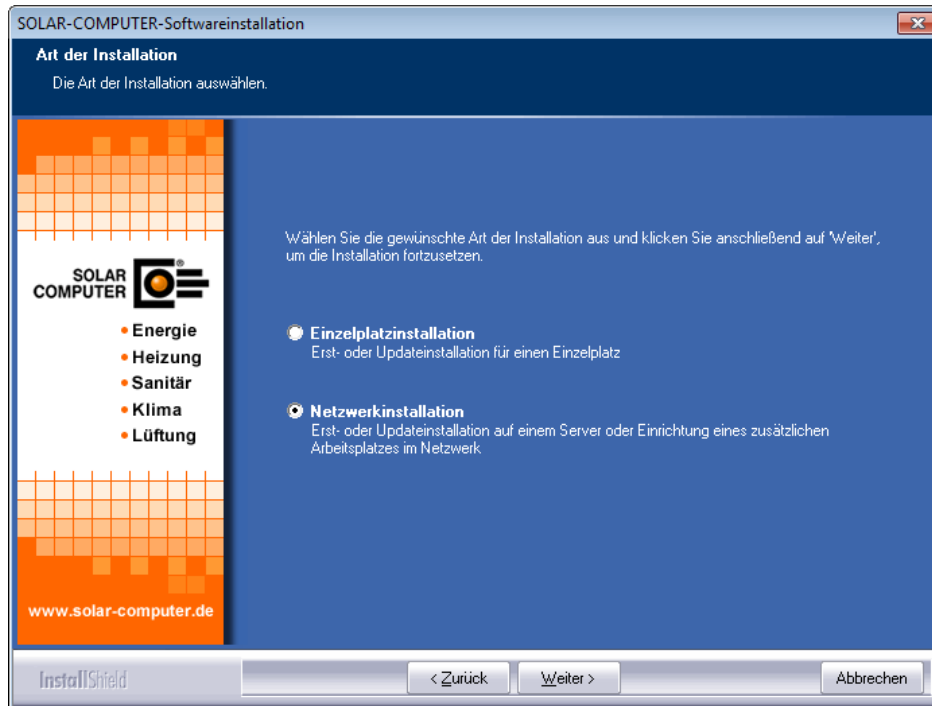 SOLAR-COMPUTER-Softwareinstallation
Art der Installation
Die Art der Installation auswählen.
SOLAR
COMPUTER
®
• Energie
• Heizung
• Sanitär
• Klima
• Lüftung
www.solar-computer.de
Wählen Sie die gewünschte Art der Installation aus und klicken Sie anschließend auf 'Weiter',
um die Installation fortzusetzen.
Einzelplatzinstallation
Erst- oder Updateinstallation für einen Einzelplatz
Netzwerkinstallation
Erst- oder Updateinstallation auf einem Server oder Einrichtung eines zusätzlichen
Arbeitsplatzes im Netzwerk
InstallShield
< Zurück
Weiter >
Abbrechen